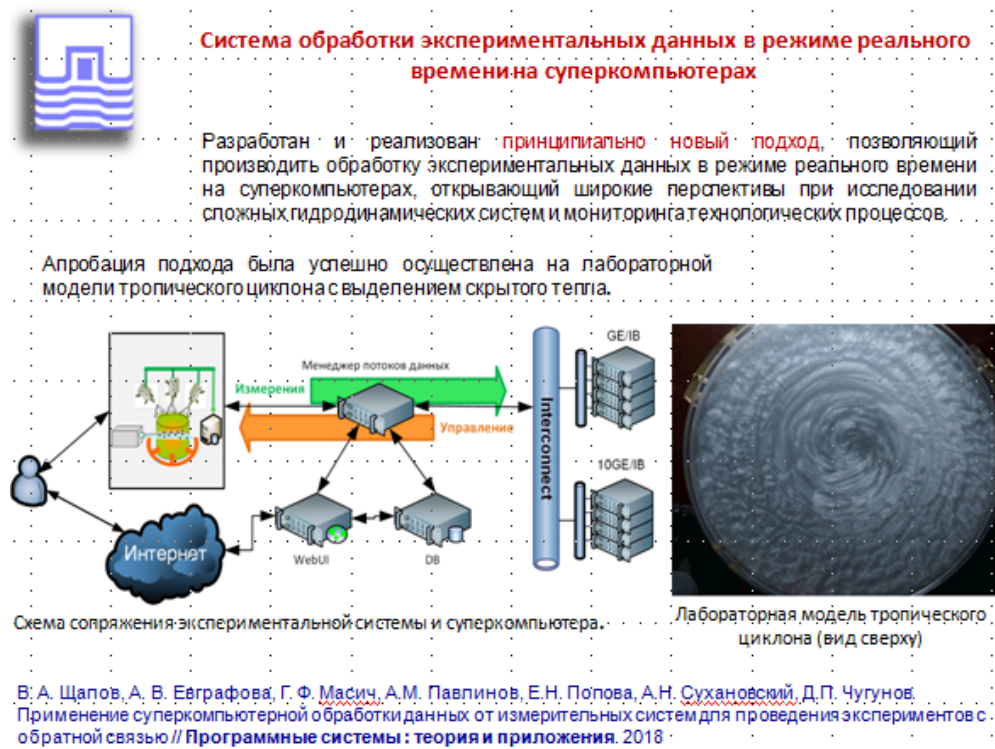 Система обработки экспериментальных данных в режиме реального
времени на суперкомпьютерах
Разработан и реализован принципиально новый подход, позволяющий
производить обработку экспериментальных данных в режиме реального времени
на суперкомпьютерах, открывающий широкие перспективы при исследовании
сложных гидродинамических систем и мониторинга технологических процессов.
Апробация подхода была успешно осуществлена на лабораторной
модели тропического циклона с выделением скрытого тепла.
Менеджер потоков данных
Измерения
Управление
Interconnect
GE/IB
10GE/IB
Интернет
WebUI
DB
Схема сопряжения экспериментальной системы и суперкомпьютера.
Лабораторная модель тропического
циклона (вид сверху)
В. А. Щапов, А. В. Евграфова, Г. Ф. Масич, А.М. Павлинов, Е.Н. Попова, А.Н. Сухановский, Д.П. Чугунов.
Применение суперкомпьютерной обработки данных от измерительных систем для проведения экспериментов с
обратной связью // Программные системы : теория и приложения. 2018